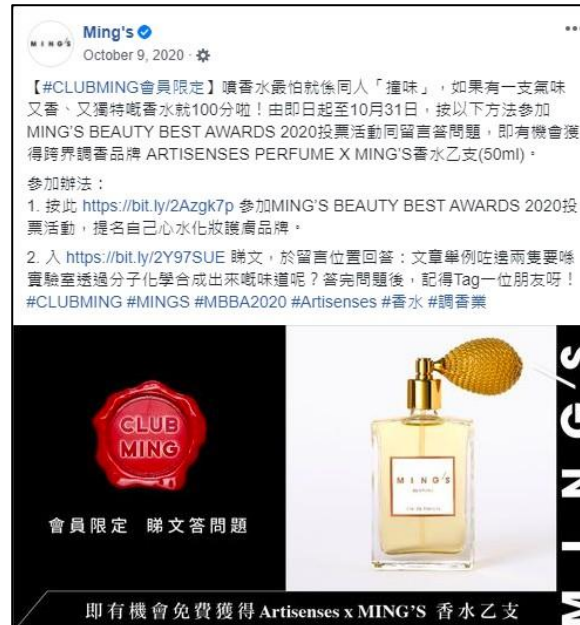 Ming's
October 9, 2020
MING'S
【#CLUBMING會員限定】噴香水最怕就係同人「撞味」，如果有一支氣味
又香、又獨特嘅香水就100分啦！由即日起至10月31日，按以下方法參加
MING'S BEAUTY BEST AWARDS 2020投票活動同留言答問題，即有機會獲
得跨界調香品牌 ARTISENSES PERFUME X MING'S香水乙支(50ml)。
參加辦法：
1. 按此 https://bit.ly/2Azgk7p 參加MING'S BEAUTY BEST AWARDS 2020投
票活動，提名自己心水化妝護膚品牌。
2. 入 https://bit.ly/2Y97SUE 睇文，於留言位置回答：文章舉例咗邊兩隻要喺
實驗室透過分子化學合成出來嘅味道呢？答完問題後，記得Tag一位朋友呀！
#CLUBMING #MINGS #MBBA2020 #Artisenses #香水 #調香業
CLUB
MING
會員限定 睇文答問題
MING'S
MING'S
即有機會免費獲得 Artisenses x MING'S 香水乙支